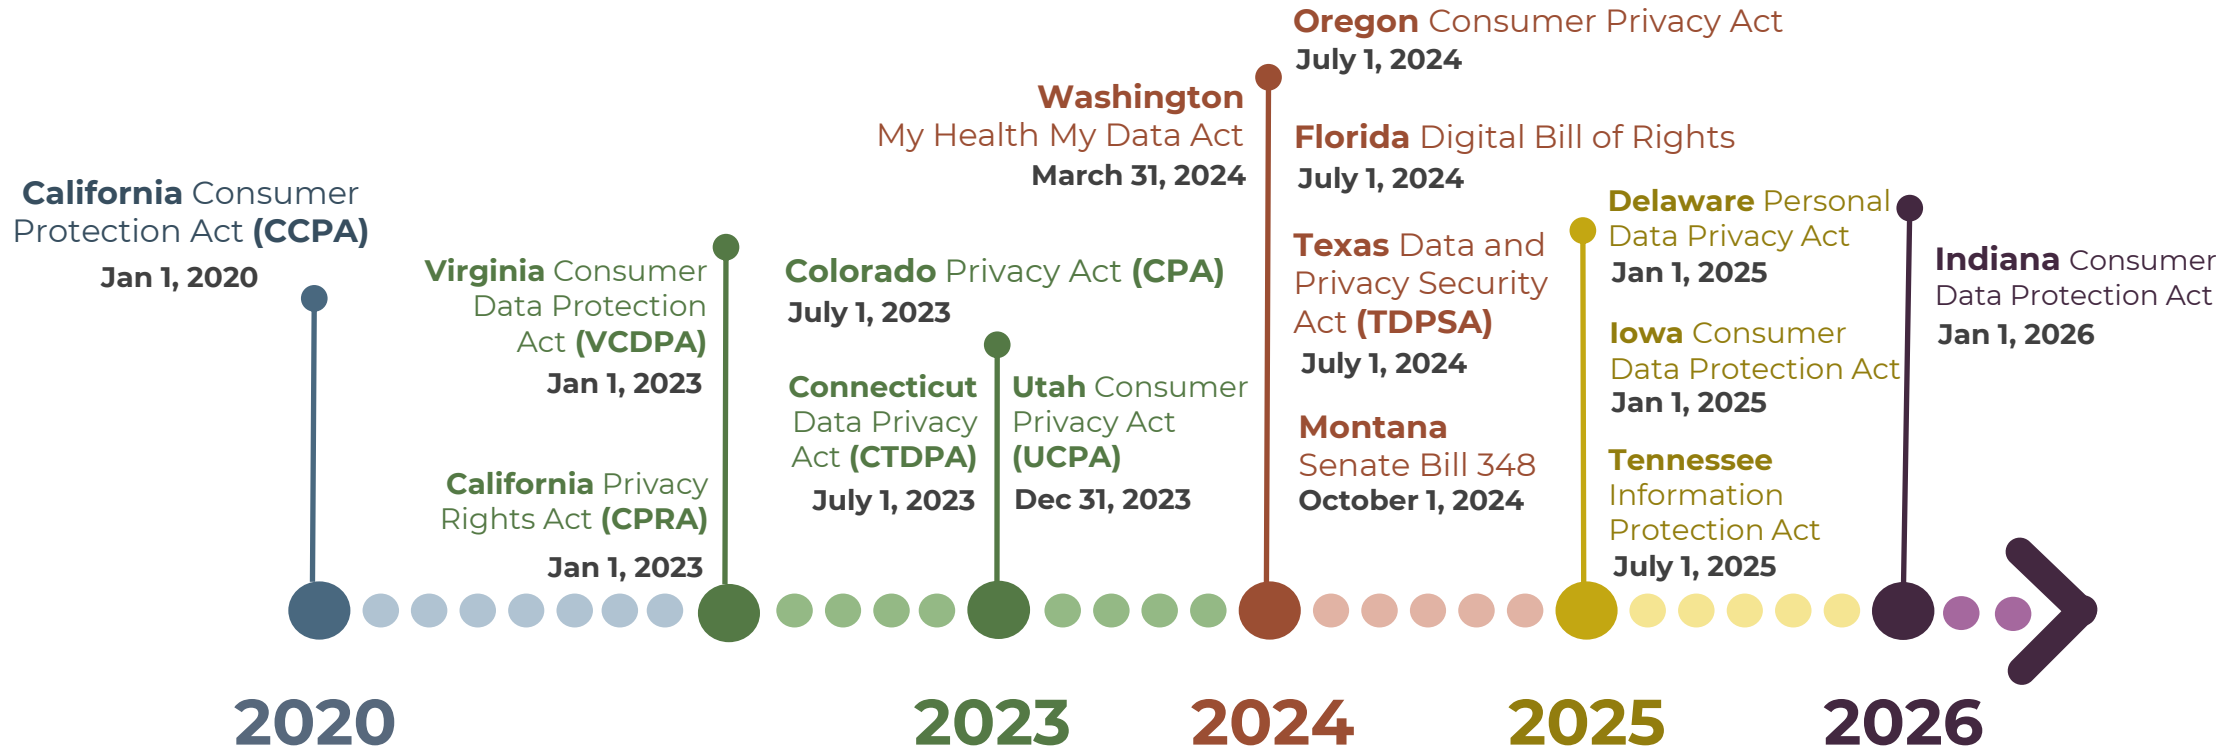 California Consumer
Protection Act (CCPA)
Jan 1, 2020
Virginia Consumer
Data Protection
Act (VCDPA)
Jan 1, 2023
California Privacy
Rights Act (CPRA)
Jan 1, 2023
Colorado Privacy Act (CPA)
July 1, 2023
Connecticut
Data Privacy
Act (CTDPA)
July 1, 2023
Utah Consumer
Privacy Act
(UCPA)
Dec 31, 2023
Washington
My Health My Data Act
March 31, 2024
Oregon Consumer Privacy Act
July 1, 2024
Florida Digital Bill of Rights
July 1, 2024
Texas Data and
Privacy Security
Act (TDPSA)
July 1, 2024
Montana
Senate Bill 348
October 1, 2024
Delaware Personal
Data Privacy Act
Jan 1, 2025
Iowa Consumer
Data Protection Act
Jan 1, 2025
Tennessee
Information
Protection Act
July 1, 2025
Indiana Consumer
Data Protection Act
Jan 1, 2026
2020
2023
2024
2025
2026